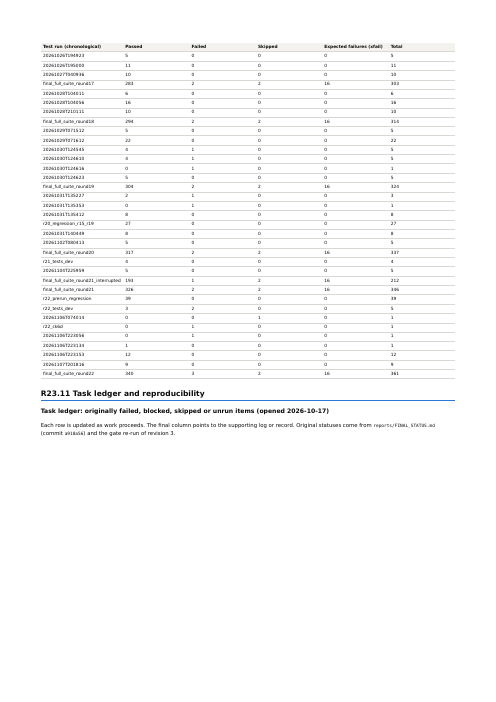 Test run (chronological) Passed Failed Skipped Expected failures (xfail) Total
20261026T194923 5 0 0 0 5
20261026T195000 11 0 0 0 11
20261027T040936 10 0 0 0 10
final_full_suite_round17 283 2 2 16 303
20261028T104011 6 0 0 0 6
20261028T104056 16 0 0 0 16
20261028T210111 10 0 0 0 10
final_full_suite_round18 294 2 2 16 314
20261029T071512 5 0 0 0 5
20261029T071612 22 0 0 0 22
20261030T124545 4 1 0 0 5
20261030T124610 4 1 0 0 5
20261030T124616 0 1 0 0 1
20261030T124623 5 0 0 0 5
final_full_suite_round19 304 2 2 16 324
20261031T135227 2 1 0 0 3
20261031T135353 0 1 0 0 1
20261031T135412 8 0 0 0 8
r20_regression_r15_r19 27 0 0 0 27
20261031T140449 8 0 0 0 8
20261102T080413 5 0 0 0 5
final_full_suite_round20 317 2 2 16 337
r21_tests_dev 4 0 0 0 4
20261104T225959 5 0 0 0 5
final_full_suite_round21_interrupted 193 1 2 16 212
final_full_suite_round21 326 2 2 16 346
r22_prerun_regression 39 0 0 0 39
r22_tests_dev 3 2 0 0 5
20261106T074014 0 0 1 0 1
r22_ckkd 0 1 0 0 1
20261106T223056 0 1 0 0 1
20261106T223134 1 0 0 0 1
20261106T223153 12 0 0 0 12
20261107T201816 9 0 0 0 9
final_full_suite_round22 340 3 2 16 361
R23.11 Task ledger and reproducibility
Task ledger: originally failed, blocked, skipped or unrun items (opened 2026-10-17)
Each row is updated as work proceeds. The final column points to the supporting log or record. Original statuses come from reports/FINAL_STATUS.md
(commit a918a56) and the gate re-run of revision 3.